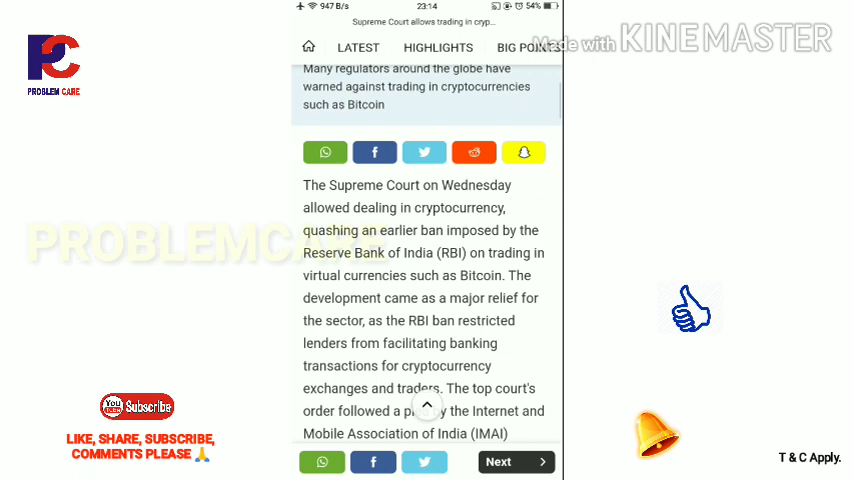 947 B/s
23:14
54%
Supreme Court allows trading in cryp...
LATEST HIGHLIGHTS BIG POINTS
Made with KINEMASTER
PC
PROBLEM CARE
Many regulators around the globe have
warned against trading in cryptocurrencies
such as Bitcoin
The Supreme Court on Wednesday
allowed dealing in cryptocurrency,
quashing an earlier ban imposed by the
Reserve Bank of India (RBI) on trading in
virtual currencies such as Bitcoin. The
development came as a major relief for
the sector, as the RBI ban restricted
lenders from facilitating banking
transactions for cryptocurrency
exchanges and traders. The top court's
order followed a plea by the Internet and
Mobile Association of India (IMAI)
PROBLEMCARE
You Tube Subscribe
LIKE, SHARE, SUBSCRIBE,
COMMENTS PLEASE 🙏
Next
T & C Apply.